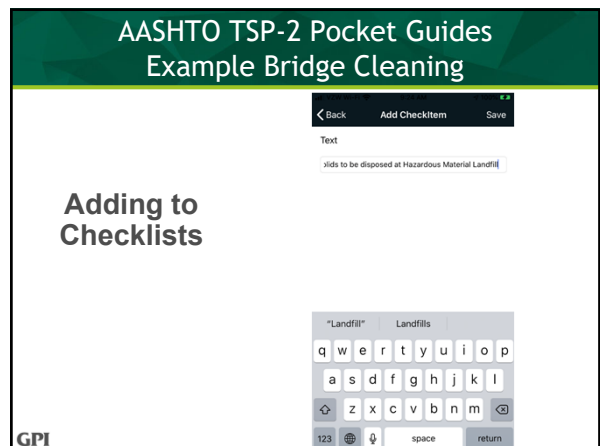 AASHTO TSP-2 Pocket Guides
Example Bridge Cleaning
Adding to
Checklists
Back Add CheckItem Save
Text
olids to be disposed at Hazardous Material Landfill
"Landfill" Landfills
q w e r t y u i o p
a s d f g h j k l
z x c v b n m
123 space return
GPI